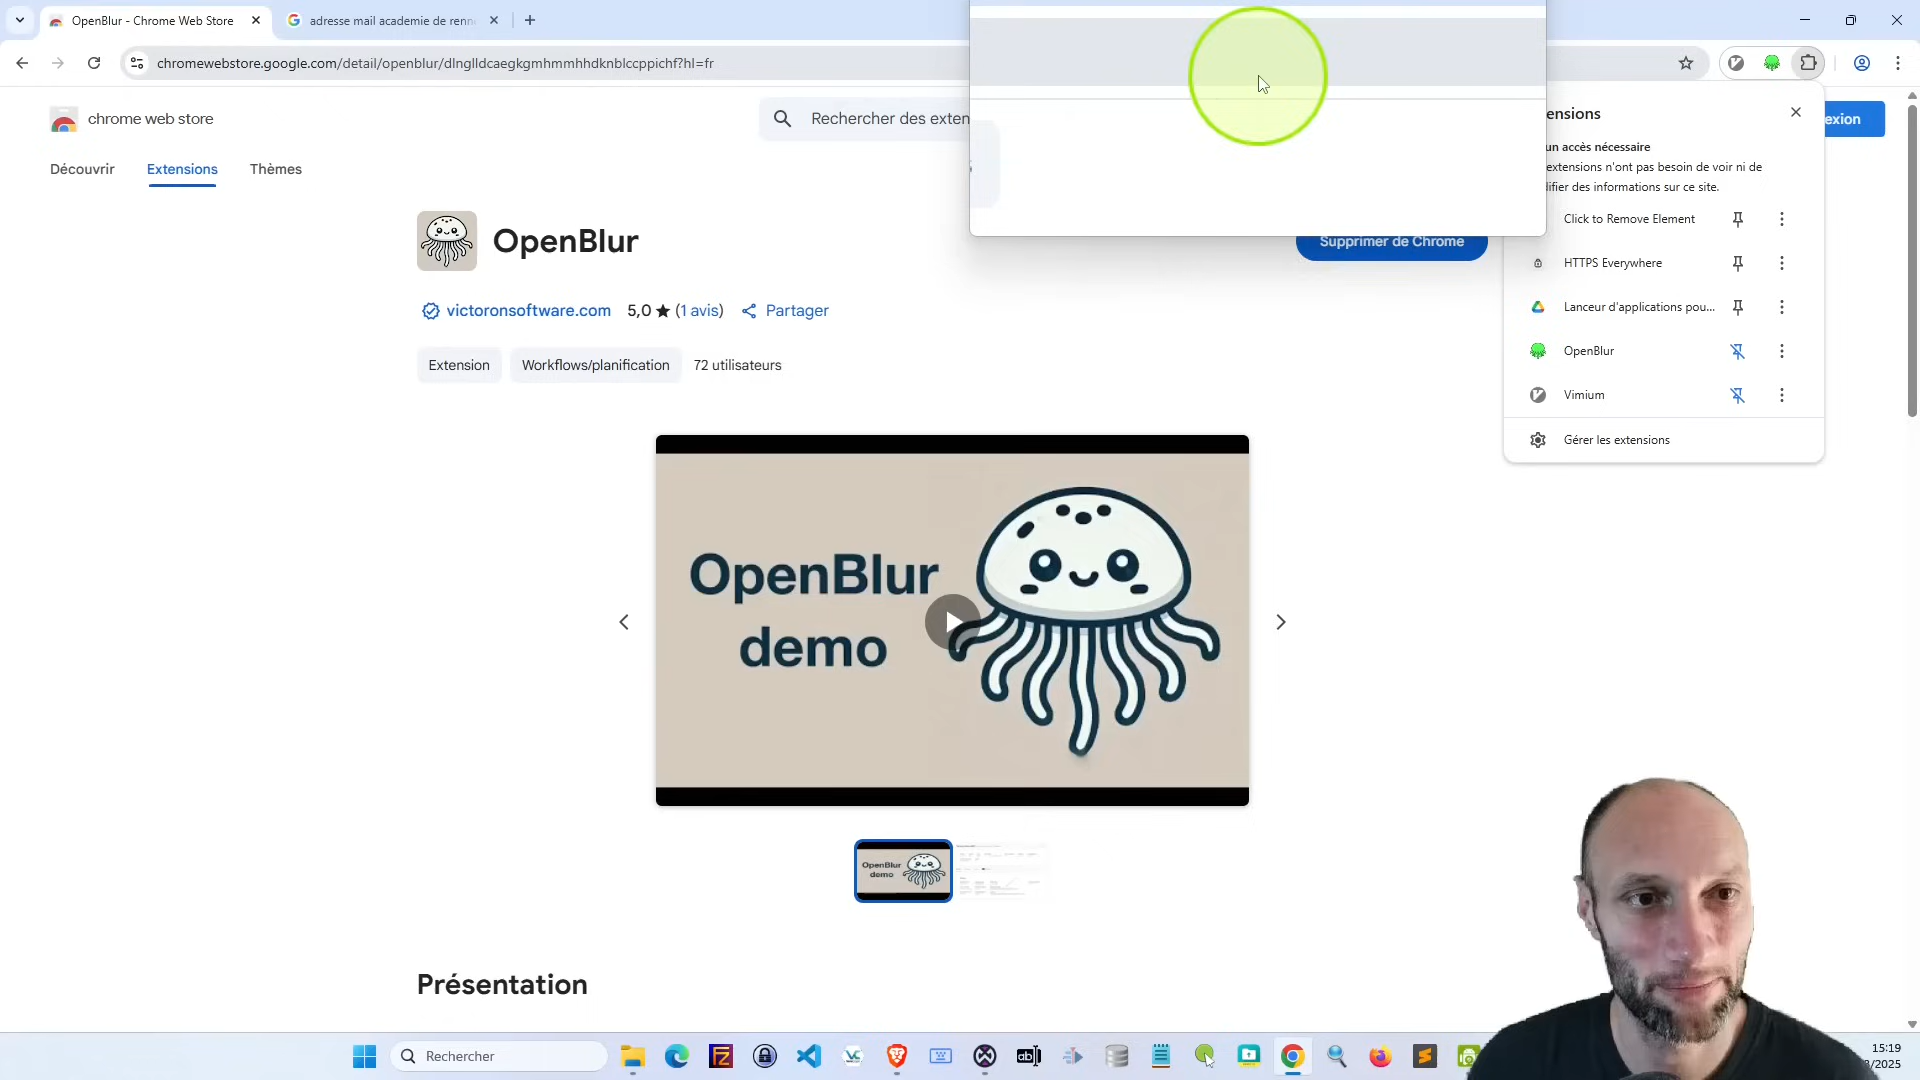 OpenBlur - Chrome Web Store
adresse mail academie de renn
chromewebstore.google.com/detail/openblur/dlnglldcaegkgmhmmhhdknblccppichf?hl=fr
chrome web store
Rechercher des exten
exion
Découvrir
Extensions
Thèmes
OpenBlur
Supprimer de Chrome
victoronsoftware.com
5,0 ★ (1 avis)
Partager
Extension
Workflows/planification
72 utilisateurs
ensions
un accès nécessaire
extensions n'ont pas besoin de voir ni de
difier des informations sur ce site.
Click to Remove Element
HTTPS Everywhere
Lanceur d'applications pou...
OpenBlur
Vimium
Gérer les extensions
OpenBlur
demo
OpenBlur
demo
Présentation
Rechercher
15:19
/2025